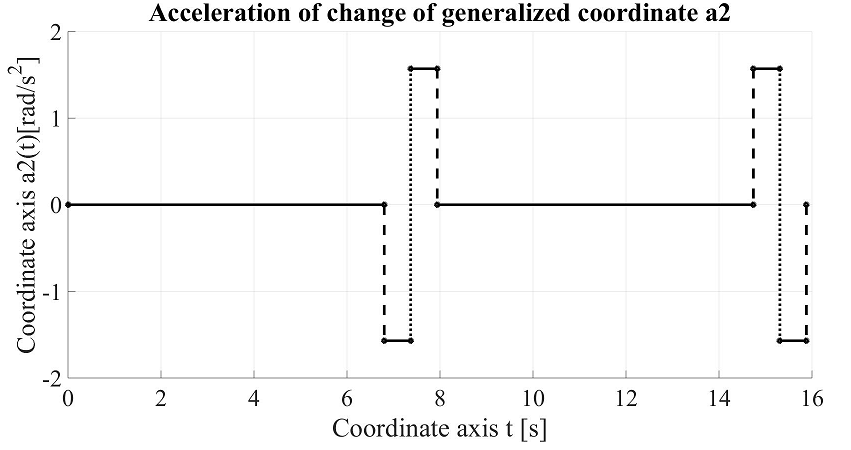 Acceleration of change of generalized coordinate a2
Coordinate axis a2(t)[rad/s²]
2
1
0
-1
-2
0 2 4 6 8 10 12 14 16
Coordinate axis t [s]